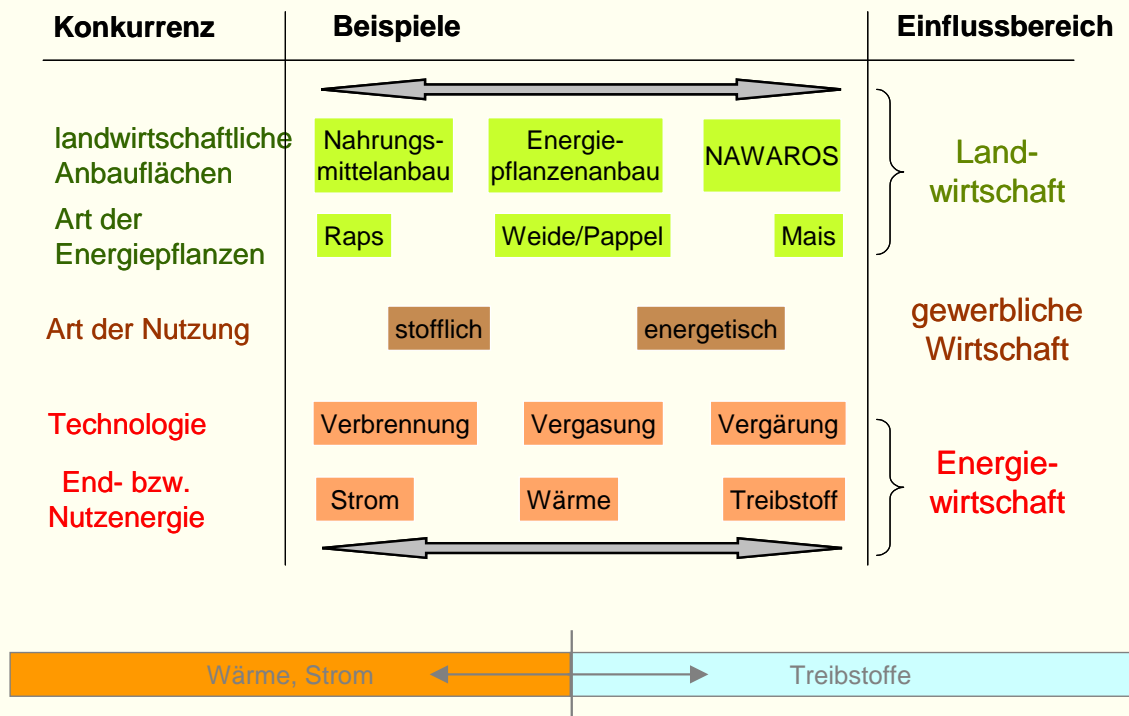 Konkurrenz
Beispiele
Einflussbereich
landwirtschaftliche
Anbauflächen
Nahrungs-
mittelanbau
Energie-
pflanzenanbau
NAWAROS
Land-
wirtschaft
Art der
Energiepflanzen
Raps
Weide/Pappel
Mais
Art der Nutzung
stofflich
energetisch
gewerbliche
Wirtschaft
Technologie
Verbrennung
Vergasung
Vergärung
Energie-
wirtschaft
End- bzw.
Nutzenergie
Strom
Wärme
Treibstoff
Wärme, Strom
Treibstoffe